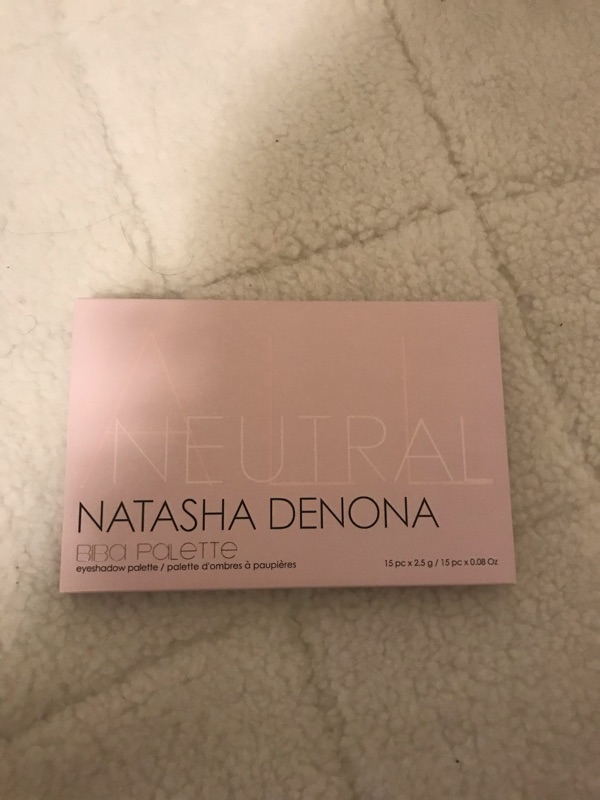 ALL
NEUTRAL
NATASHA DENONA
BIBA PALETTE
eyeshadow palette / palette d'ombres à paupières
15 pc x 2.5 g / 15 pc x 0.08 Oz